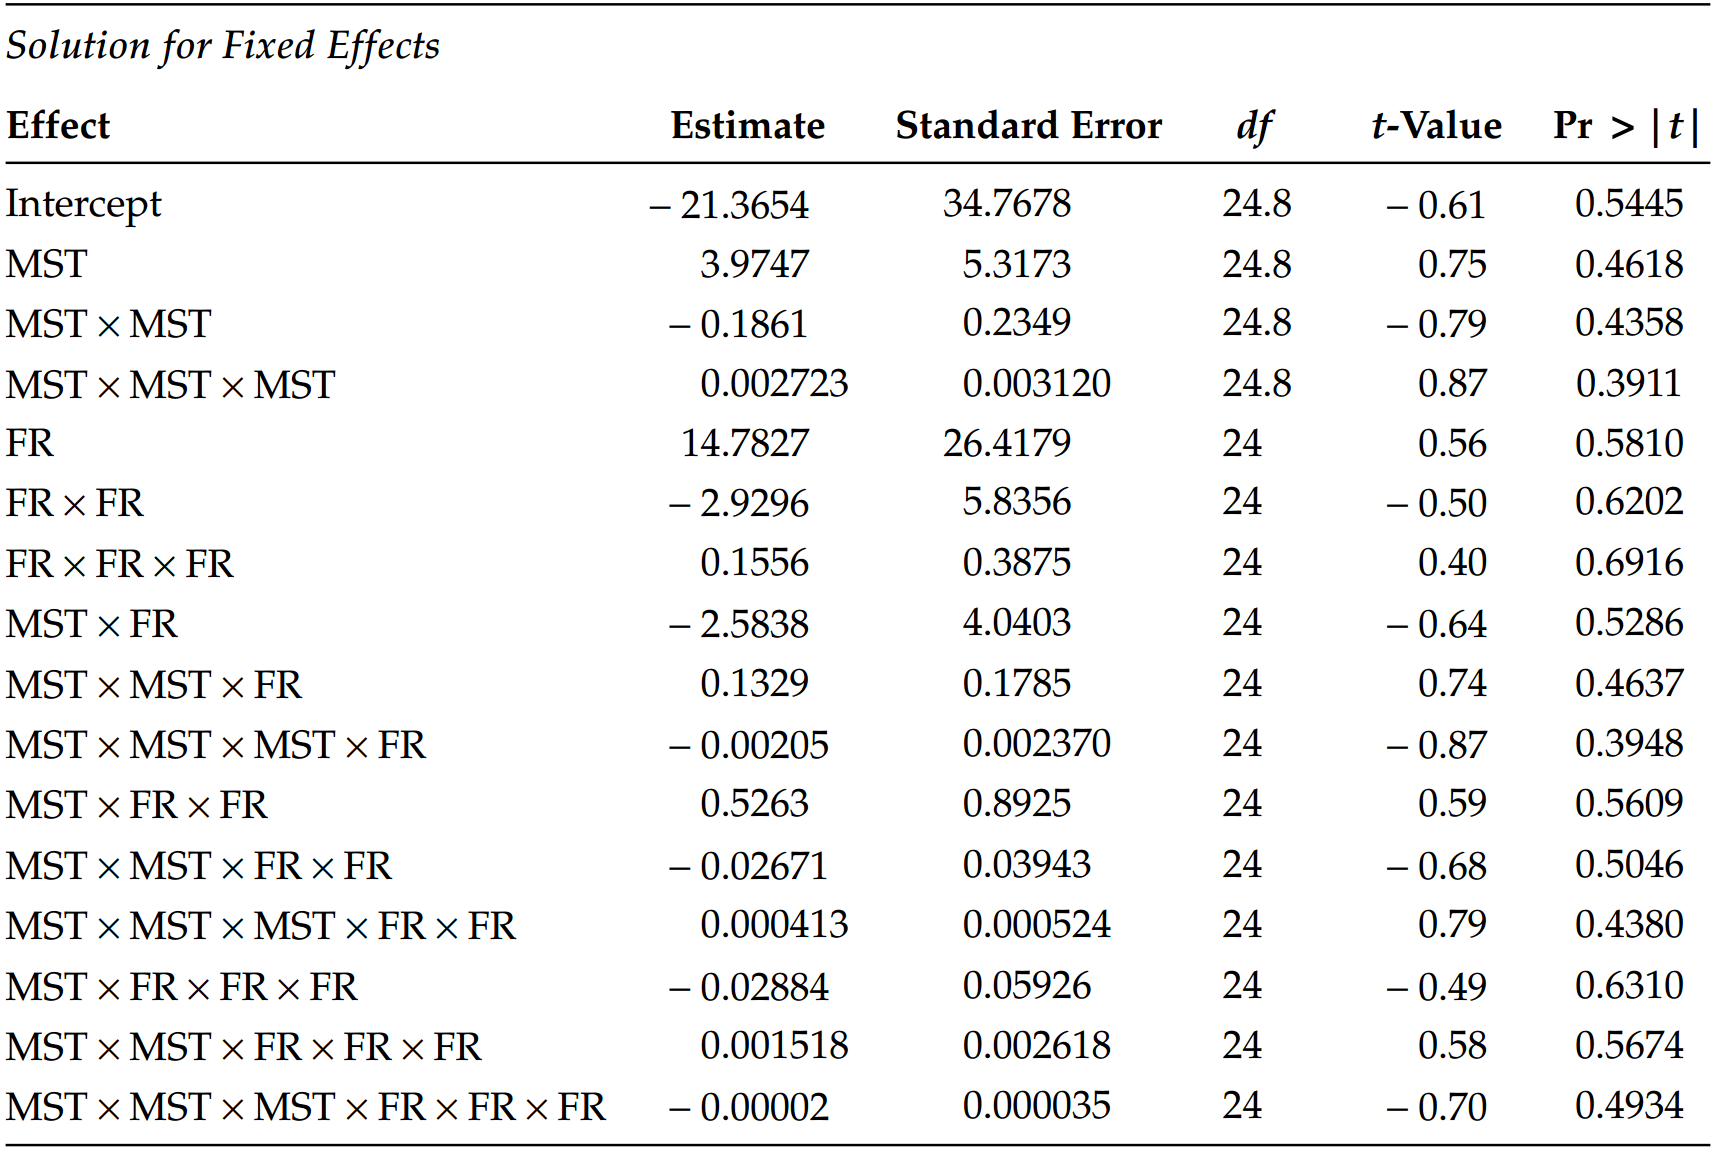 Solution for Fixed Effects
Effect Estimate Standard Error df t-Value Pr > |t|
Intercept – 21.3654 34.7678 24.8 – 0.61 0.5445
MST 3.9747 5.3173 24.8 0.75 0.4618
MST × MST – 0.1861 0.2349 24.8 – 0.79 0.4358
MST × MST × MST 0.002723 0.003120 24.8 0.87 0.3911
FR 14.7827 26.4179 24 0.56 0.5810
FR × FR – 2.9296 5.8356 24 – 0.50 0.6202
FR × FR × FR 0.1556 0.3875 24 0.40 0.6916
MST × FR – 2.5838 4.0403 24 – 0.64 0.5286
MST × MST × FR 0.1329 0.1785 24 0.74 0.4637
MST × MST × MST × FR – 0.00205 0.002370 24 – 0.87 0.3948
MST × FR × FR 0.5263 0.8925 24 0.59 0.5609
MST × MST × FR × FR – 0.02671 0.03943 24 – 0.68 0.5046
MST × MST × MST × FR × FR 0.000413 0.000524 24 0.79 0.4380
MST × FR × FR × FR – 0.02884 0.05926 24 – 0.49 0.6310
MST × MST × FR × FR × FR 0.001518 0.002618 24 0.58 0.5674
MST × MST × MST × FR × FR × FR – 0.00002 0.000035 24 – 0.70 0.4934